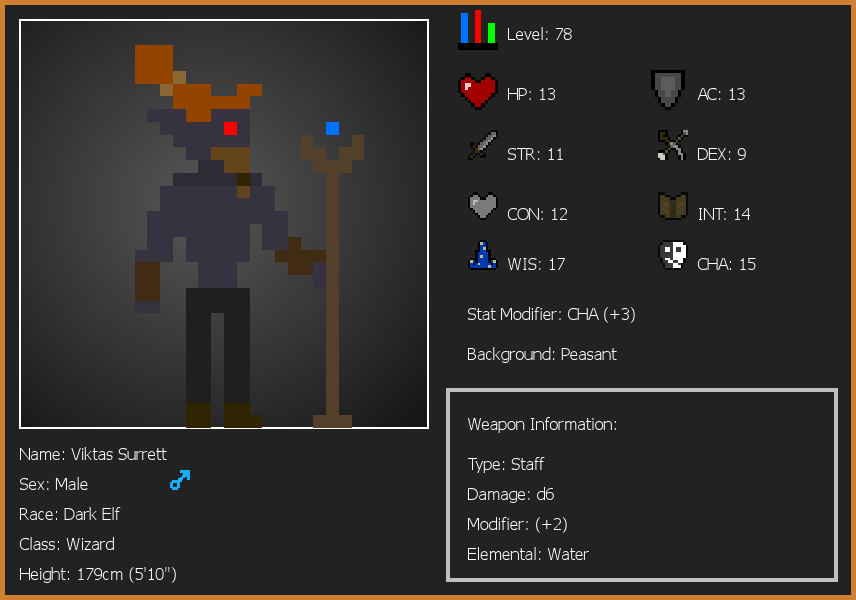 Level: 78
HP: 13
AC: 13
STR: 11
DEX: 9
CON: 12
INT: 14
WIS: 17
CHA: 15
Stat Modifier: CHA (+3)
Background: Peasant
Weapon Information:
Type: Staff
Damage: d6
Modifier: (+2)
Elemental: Water
Name: Viktas Surrett
Sex: Male
Race: Dark Elf
Class: Wizard
Height: 179cm (5'10")